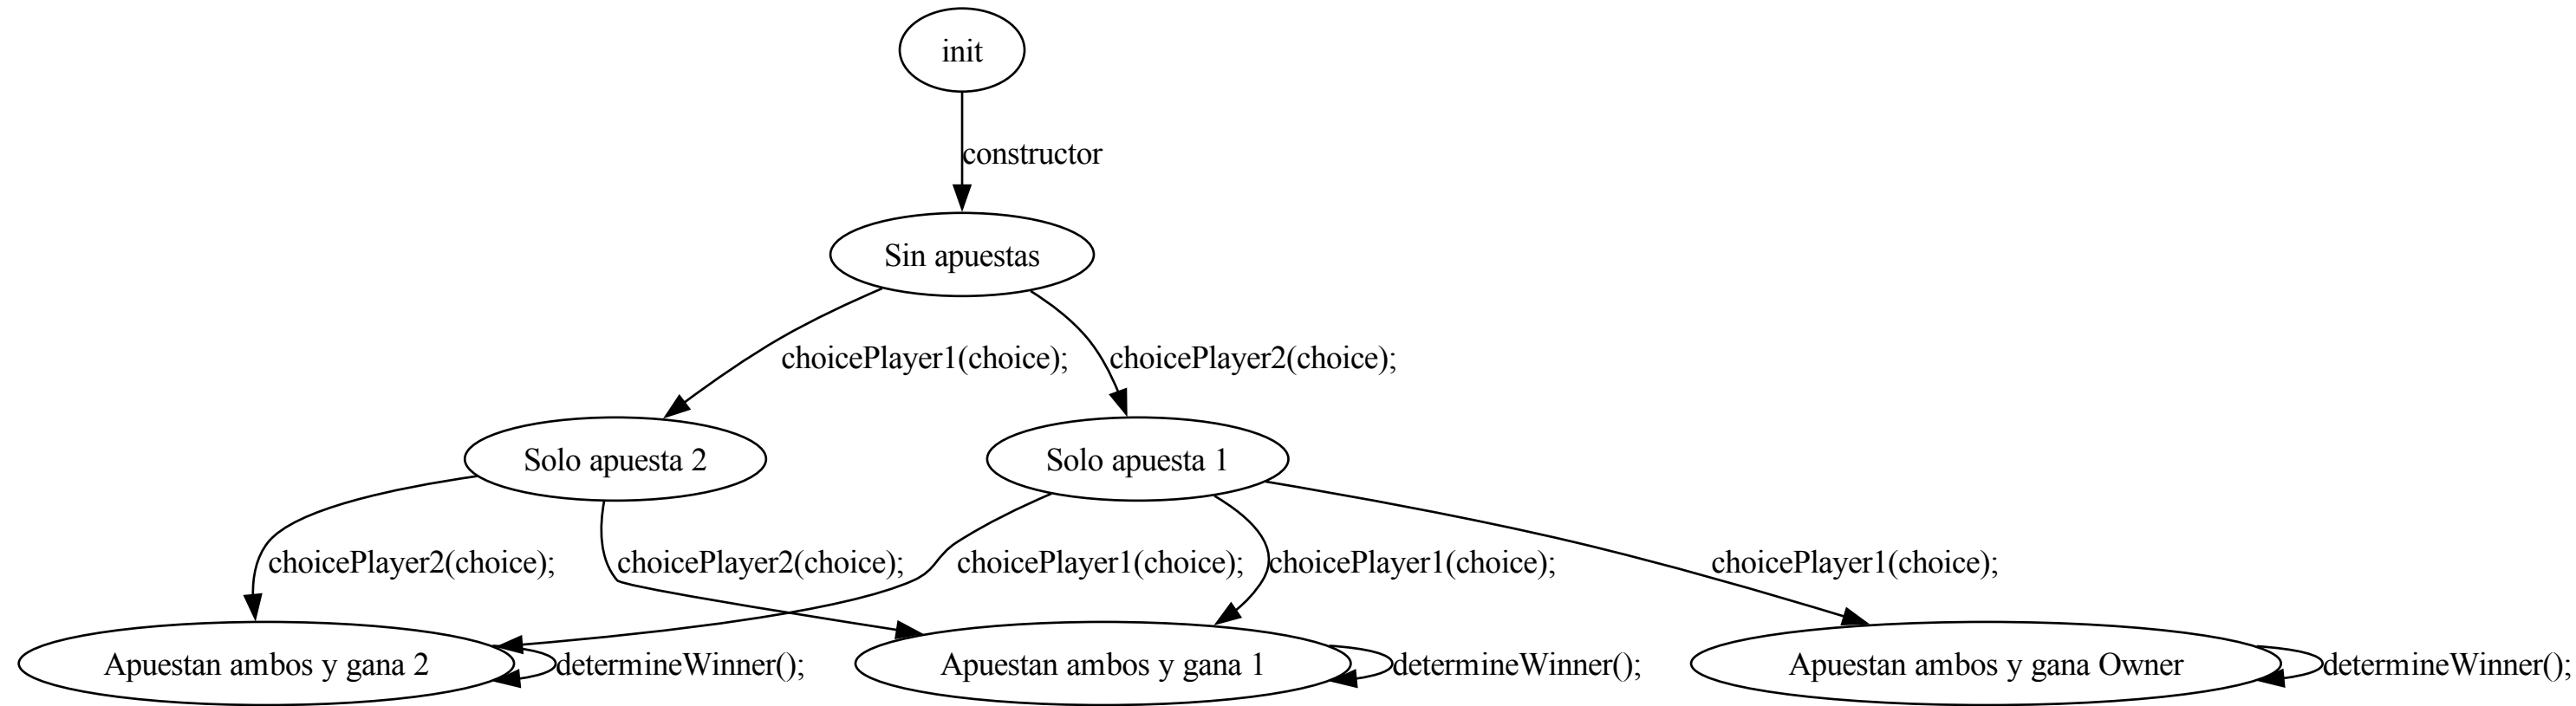 init
constructor
Sin apuestas
choicePlayer1(choice);
choicePlayer2(choice);
Solo apuesta 2
Solo apuesta 1
choicePlayer2(choice);
choicePlayer2(choice);
choicePlayer1(choice);
choicePlayer1(choice);
choicePlayer1(choice);
Apuestan ambos y gana 2
determineWinner();
Apuestan ambos y gana 1
determineWinner();
Apuestan ambos y gana Owner
determineWinner();